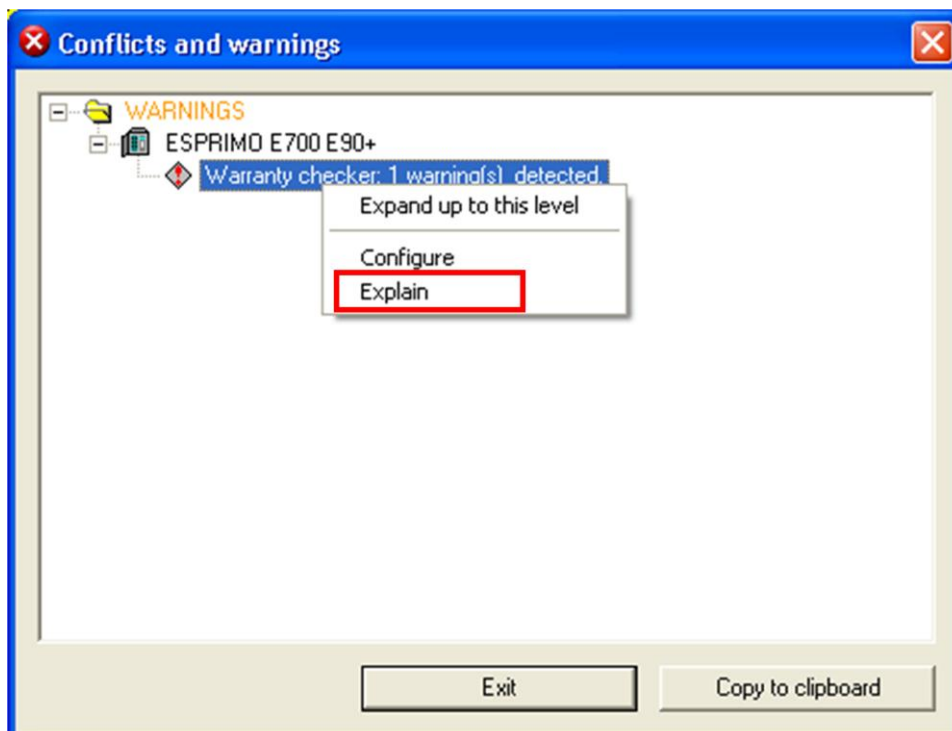 Conflicts and warnings
WARNINGS
ESPRIMO E700 E90+
Warranty checker: 1 warning(s) detected.
Expand up to this level
Configure
Explain
Exit
Copy to clipboard